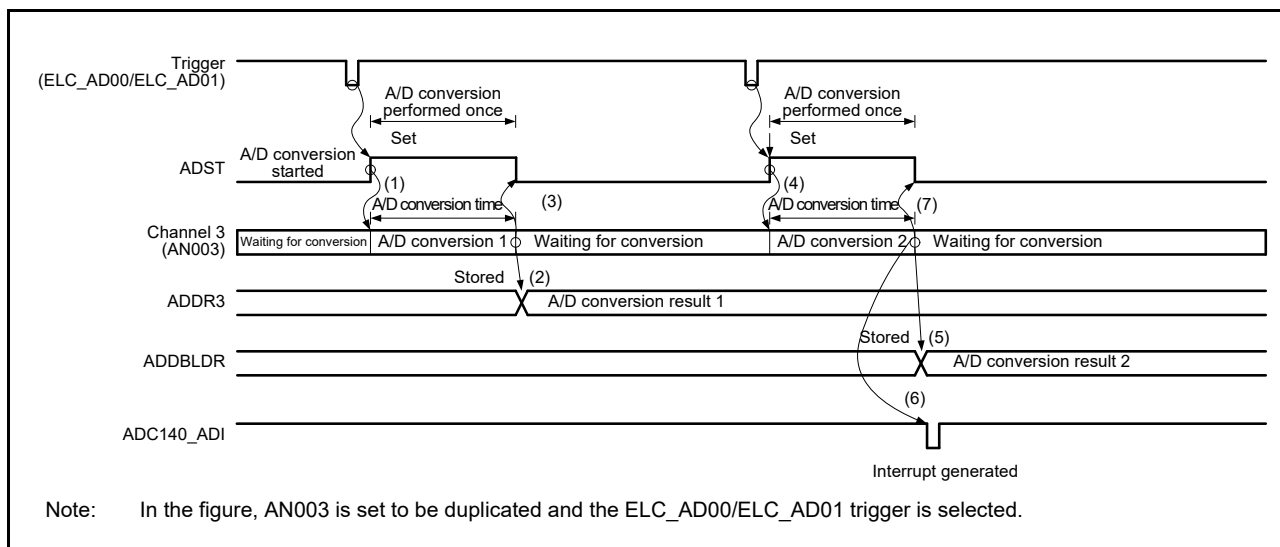 Trigger
(ELC_AD00/ELC_AD01)
A/D conversion
performed once
A/D conversion
performed once
Set
Set
A/D conversion
started
ADST
(1)
(3)
(4)
(7)
A/D conversion time
A/D conversion time
Channel 3
(AN003)
Waiting for conversion
A/D conversion 1
Waiting for conversion
A/D conversion 2
Waiting for conversion
Stored
(2)
ADDR3
A/D conversion result 1
Stored
(5)
ADDBLDR
A/D conversion result 2
(6)
ADC140_ADI
Interrupt generated
Note: In the figure, AN003 is set to be duplicated and the ELC_AD00/ELC_AD01 trigger is selected.